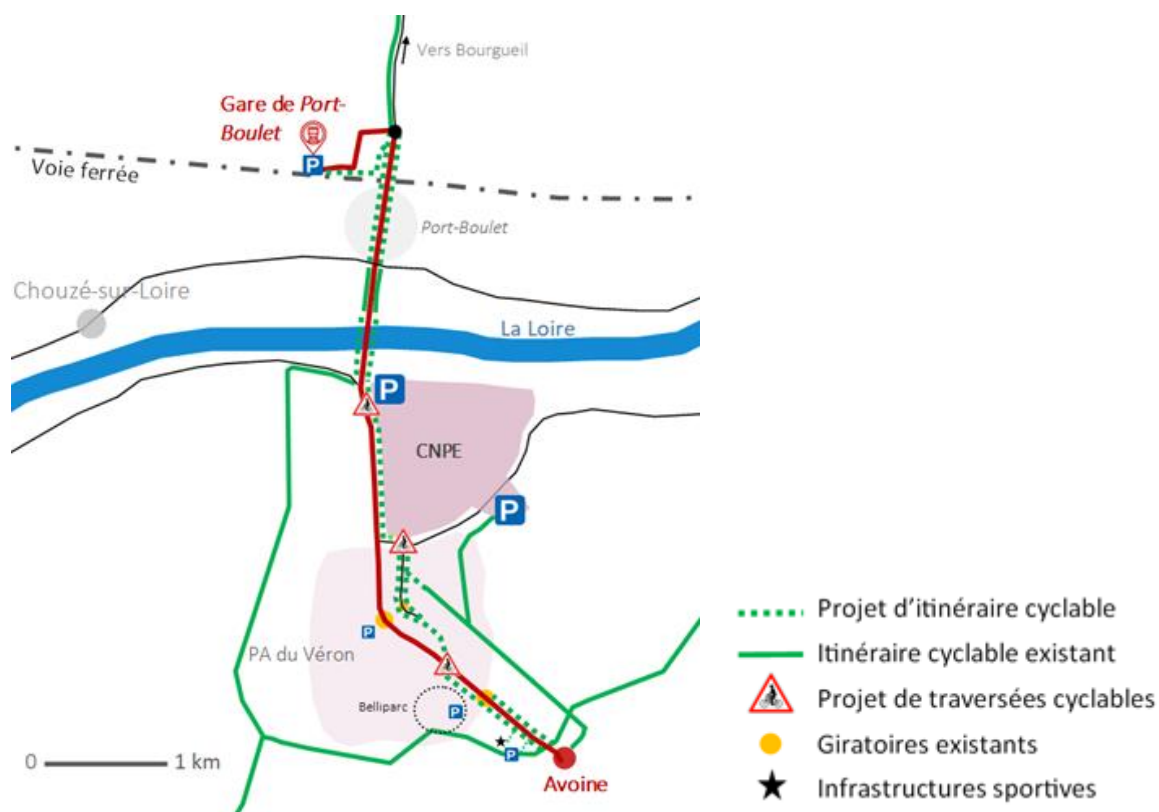 Vers Bourgueil
Gare de Port-
Boulet
P
Voie ferrée
Port-Boulet
Chouzé-sur-Loire
La Loire
P
CNPE
P
P
PA du Véron
Belliparc
P
P
0 1 km
Avoine
Projet d'itinéraire cyclable
Itinéraire cyclable existant
Projet de traversées cyclables
Giratoires existants
Infrastructures sportives